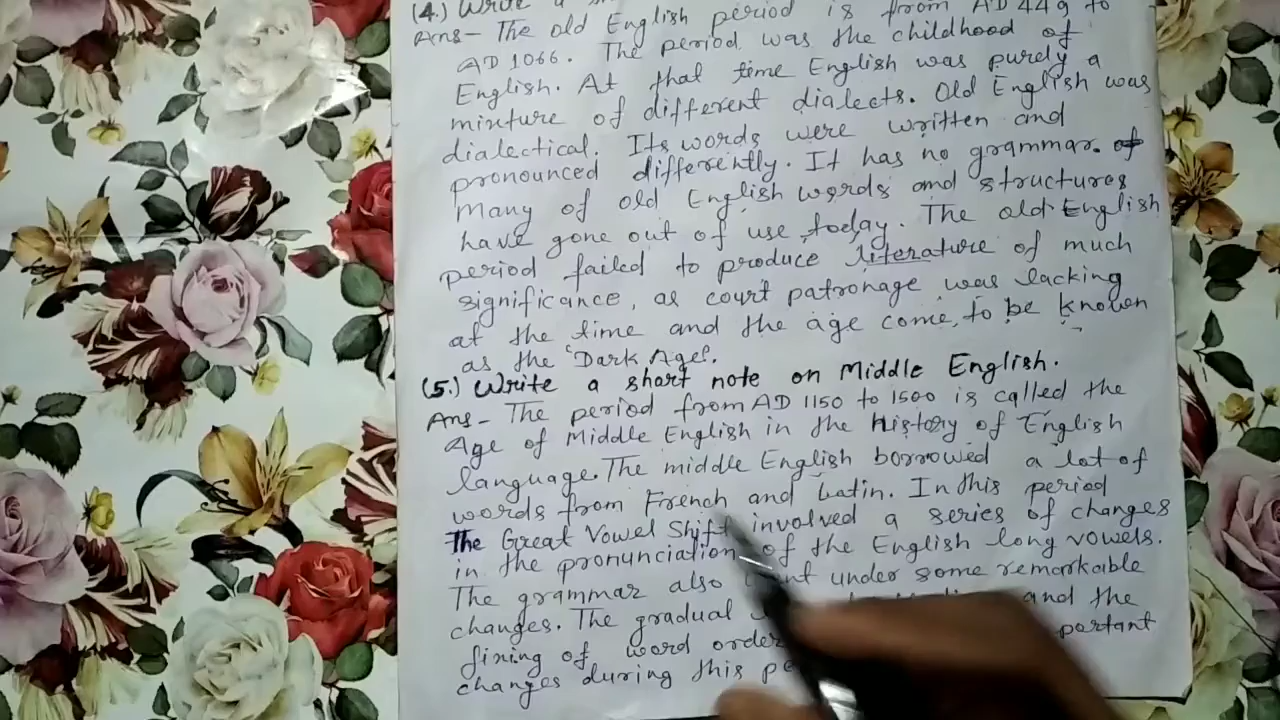 (4.) Write a
Ans- The old English period is from AD 449 to
AD 1066. The period was the childhood of
English. At that time English was purely a
mixture of different dialects. Old English was
dialectical. Its words were written and
pronounced differently. It has no grammar. of
Many of old English words and structures
have gone out of use, today. The old English
period failed to produce literature of much
significance, as court patronage was lacking
at the time and the age come, to be known
as the 'Dark Age'.
(5.) Write a short note on Middle English.
Ans- The period from AD 1150 to 1500 is called the
Age of Middle English in the History of English
language. The middle English borrowed a lot of
words from French and Latin. In this period
The Great Vowel Shift involved a series of changes
in the pronunciation of the English long vowels.
The grammar also under some remarkable
changes. The gradual and the
fixing of word order
changes during this